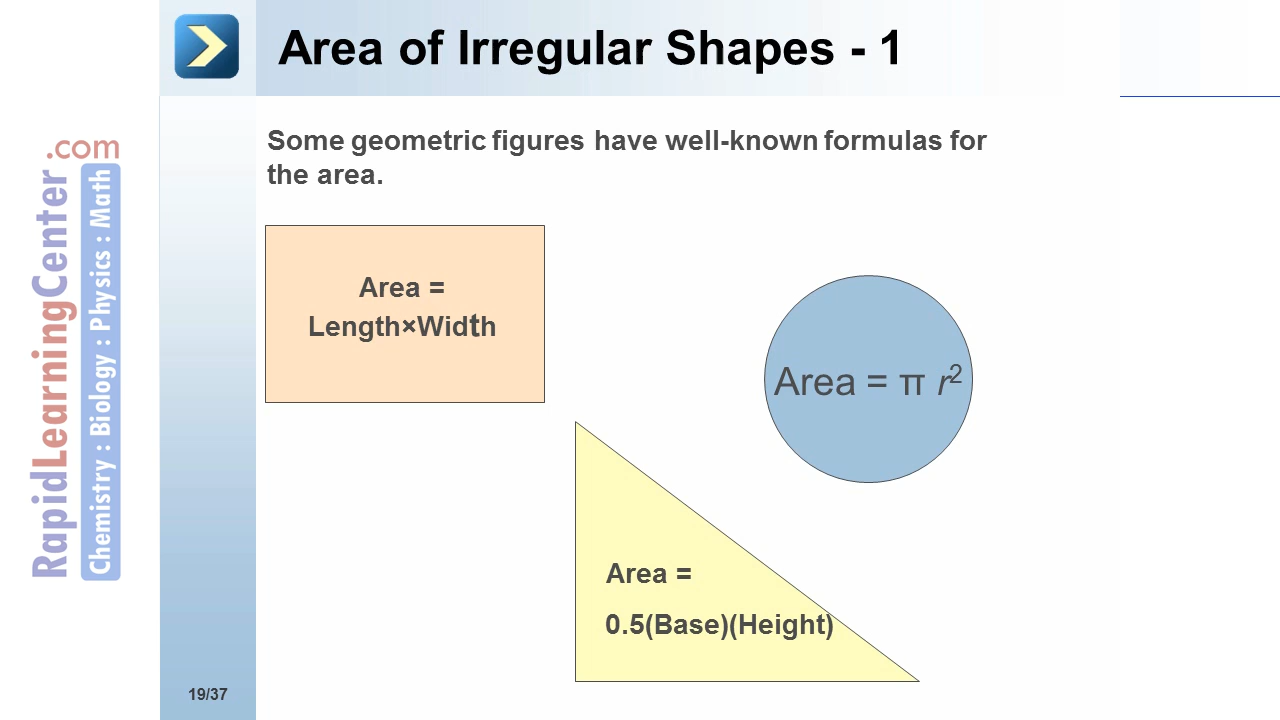 Area of Irregular Shapes - 1
.com
RapidLearningCenter
Chemistry : Biology : Physics : Math
Some geometric figures have well-known formulas for
the area.
Area =
Length×Width
Area = π r²
Area =
0.5(Base)(Height)
19/37